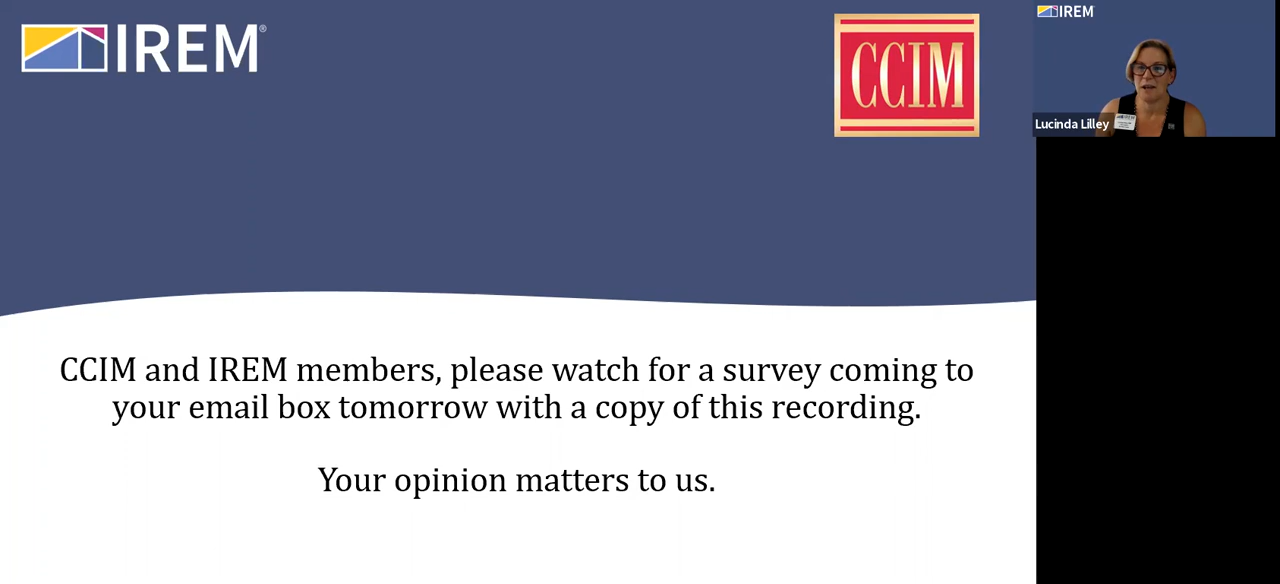 IREM®
CCIM
IREM
Lucinda Lilley
CCIM and IREM members, please watch for a survey coming to
your email box tomorrow with a copy of this recording.
Your opinion matters to us.